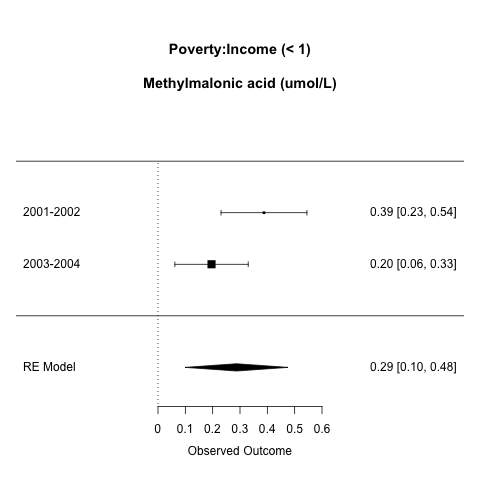 Poverty:Income (< 1)
Methylmalonic acid (umol/L)
2001-2002 0.39 [0.23, 0.54]
2003-2004 0.20 [0.06, 0.33]
RE Model 0.29 [0.10, 0.48]
0 0.1 0.2 0.3 0.4 0.5 0.6
Observed Outcome